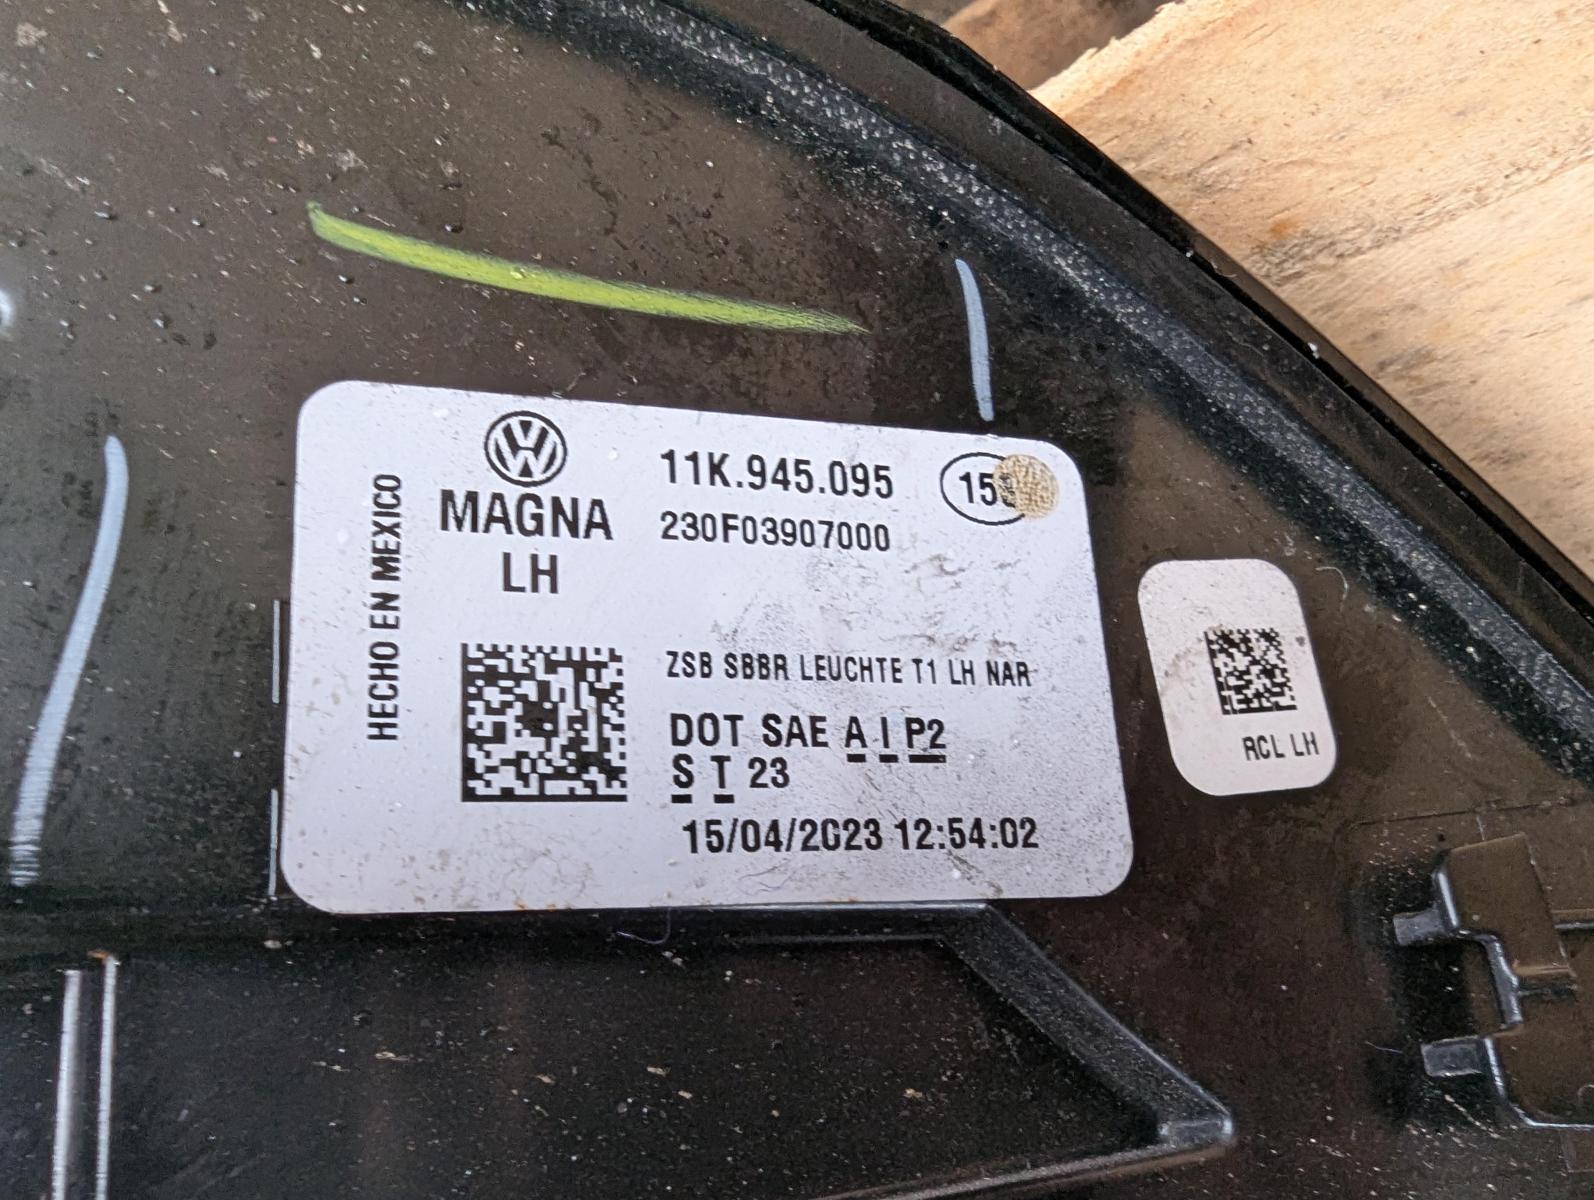 HECHO EN MEXICO
MAGNA
LH
11K.945.095
230F03907000
ZSB SBBR LEUCHTE T1 LH NAR
DOT SAE A I P2
S T 23
15/04/2023 12:54:02
RCL LH